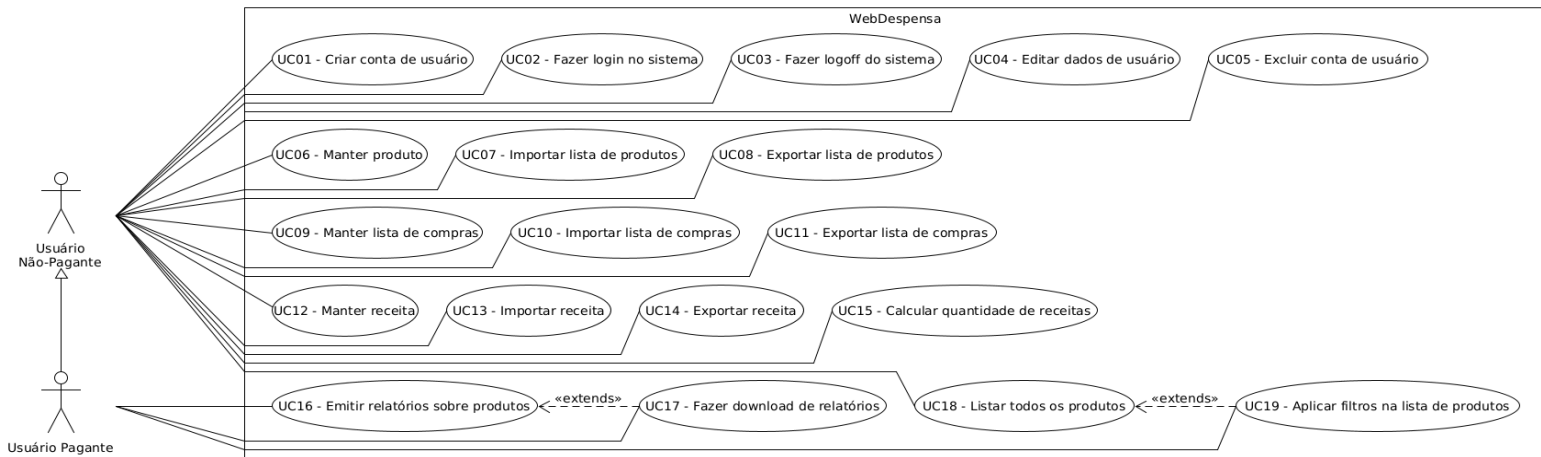 WebDespensa
UC01 - Criar conta de usuário
UC02 - Fazer login no sistema
UC03 - Fazer logoff do sistema
UC04 - Editar dados de usuário
UC05 - Excluir conta de usuário
UC06 - Manter produto
UC07 - Importar lista de produtos
UC08 - Exportar lista de produtos
Usuário
Não-Pagante
UC09 - Manter lista de compras
UC10 - Importar lista de compras
UC11 - Exportar lista de compras
UC12 - Manter receita
UC13 - Importar receita
UC14 - Exportar receita
UC15 - Calcular quantidade de receitas
UC16 - Emitir relatórios sobre produtos
«extends»
UC17 - Fazer download de relatórios
UC18 - Listar todos os produtos
«extends»
UC19 - Aplicar filtros na lista de produtos
Usuário Pagante